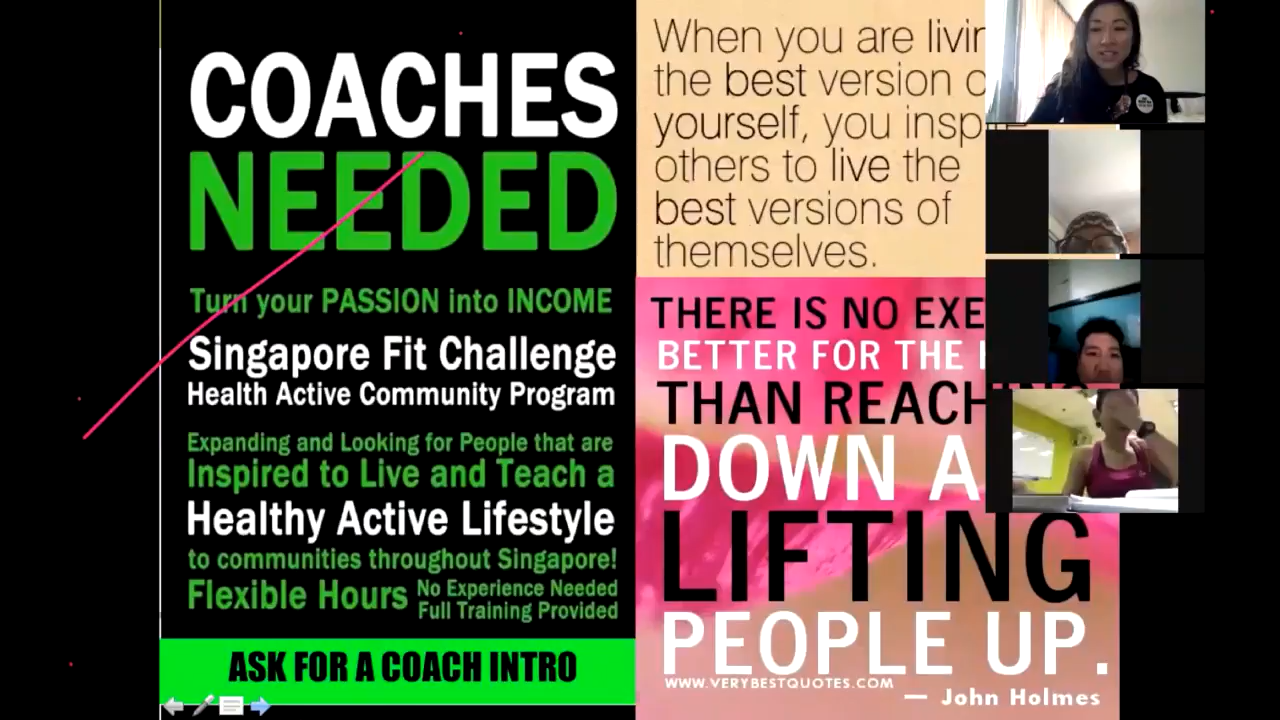 COACHES
NEEDED
Turn your PASSION into INCOME
Singapore Fit Challenge
Health Active Community Program
Expanding and Looking for People that are
Inspired to Live and Teach a
Healthy Active Lifestyle
to communities throughout Singapore!
Flexible Hours
No Experience Needed
Full Training Provided
ASK FOR A COACH INTRO
When you are
the best version
yourself, you
others to live the
best versions of
themselves.
THERE IS NO
BETTER FOR THE
THAN
DOWN A
LIFTING
PEOPLE UP.
WWW.VERYBESTQUOTES.COM
— John Holmes